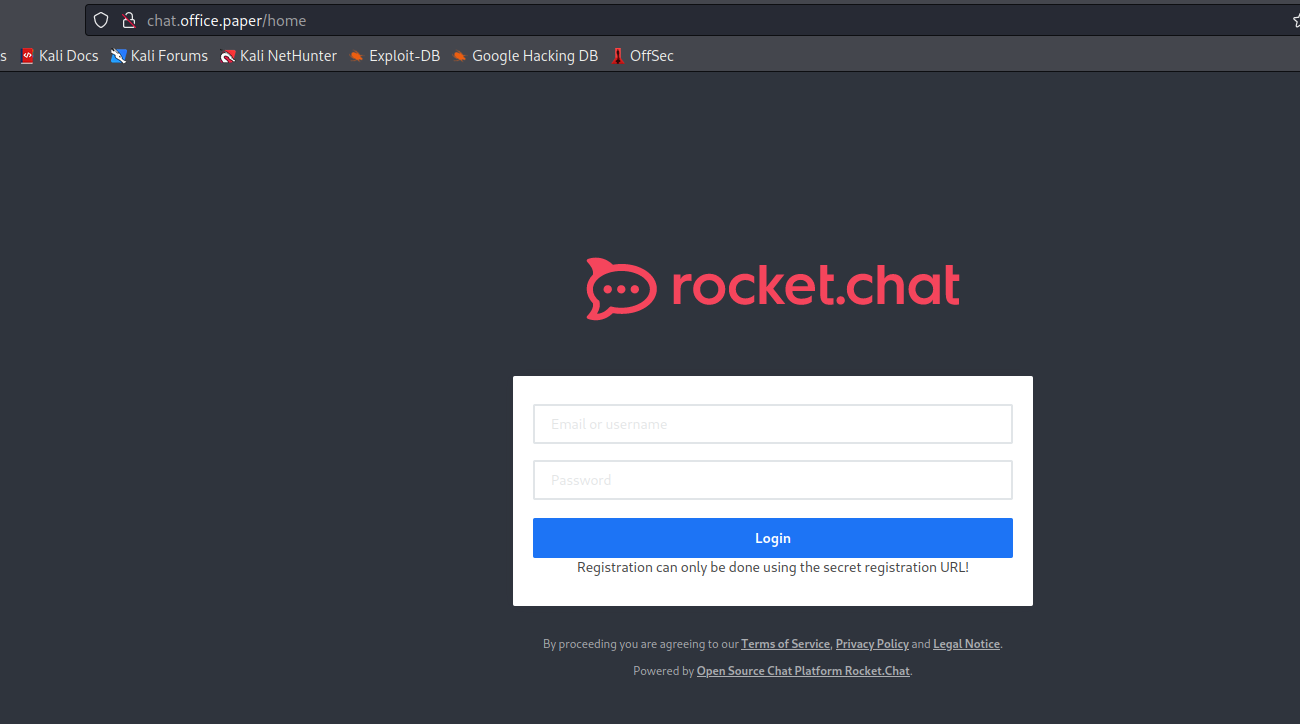 chat.office.paper/home
s Kali Docs Kali Forums Kali NetHunter Exploit-DB Google Hacking DB OffSec
rocket.chat
Email or username
Password
Login
Registration can only be done using the secret registration URL!
By proceeding you are agreeing to our Terms of Service, Privacy Policy and Legal Notice.
Powered by Open Source Chat Platform Rocket.Chat.